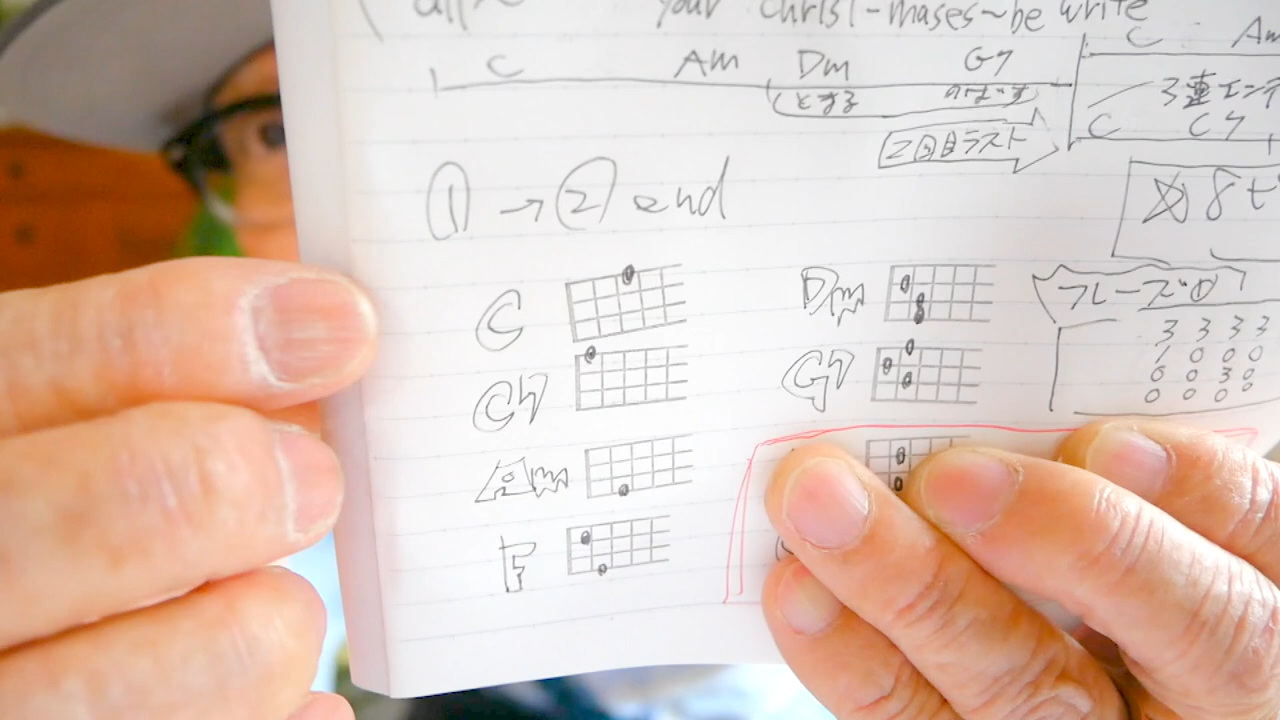 your christ-mases~be write
C Am Dm G7
とする のばす
C Am
3連エンデ
C C7
2回目ラスト
① → ② end
※ 8ビ
C
Dm
フレーズ①
3 3 3 3
1 0 0 0
0 0 3 0
0 0 0 0
C7
G7
Am
F